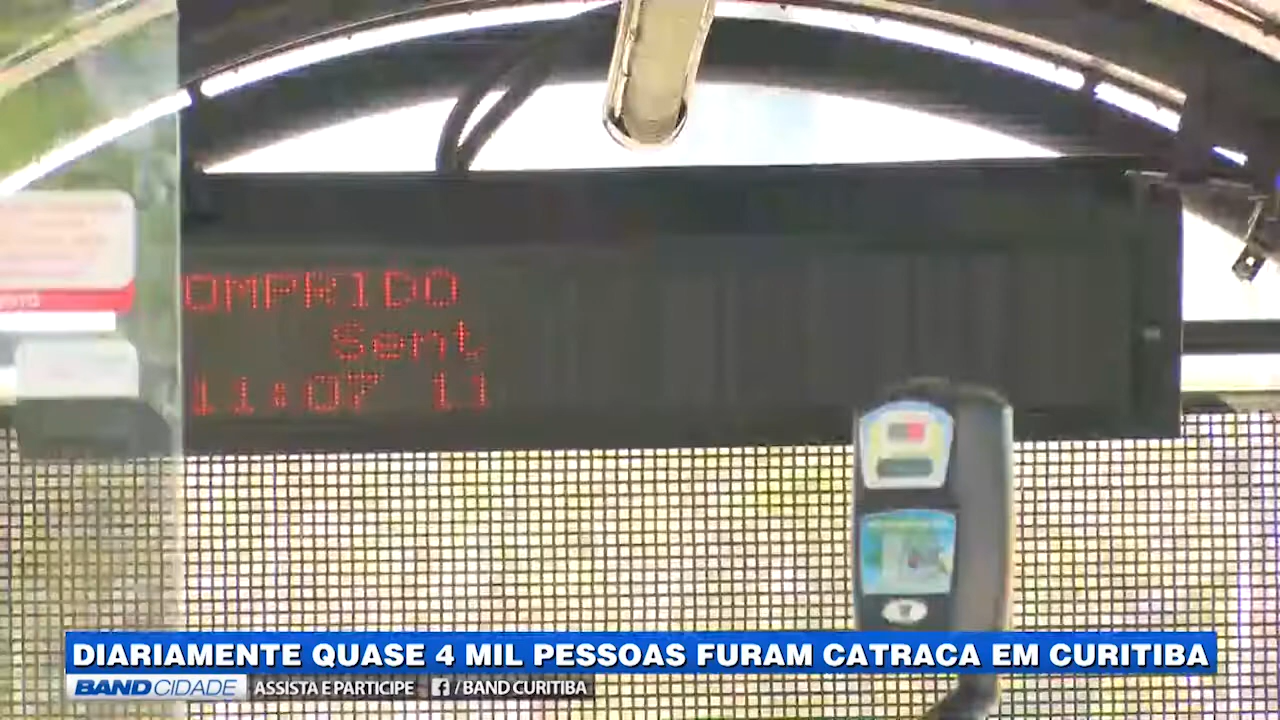 OMPRIDO
Sent
11:07 11
DIARIAMENTE QUASE 4 MIL PESSOAS FURAM CATRACA EM CURITIBA
BAND CIDADE ASSISTA E PARTICIPE f/BAND CURITIBA